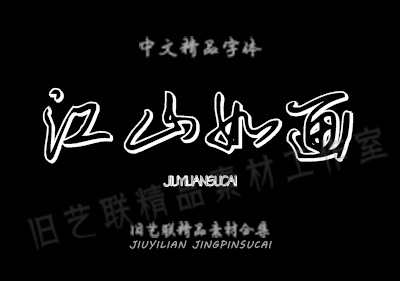 中文精品字体
江山如画
JIUYILIANSUCAI
旧艺联精品素材工作室
旧艺联精品素材合集
JIUYILIAN JINGPINSUCAI